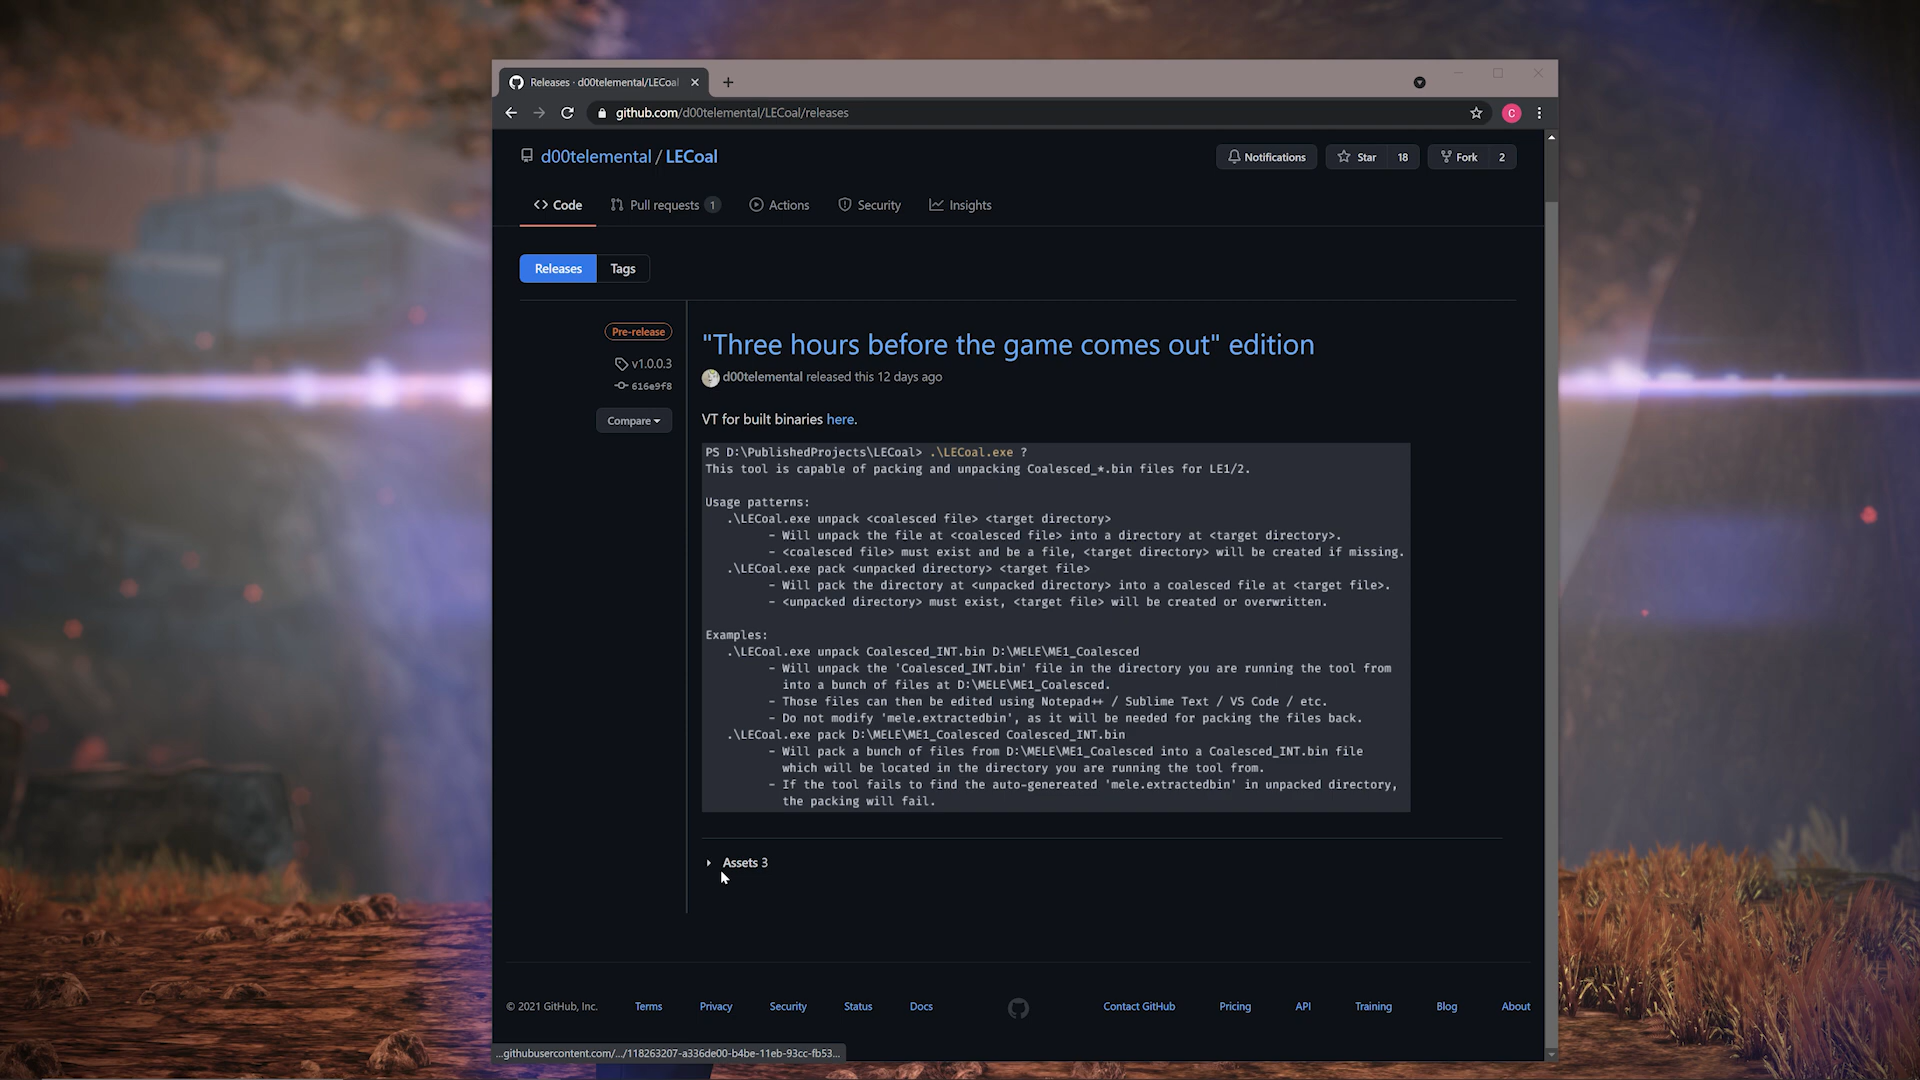 Releases · d00telemental/LECoal
github.com/d00telemental/LECoal/releases
C
d00telemental / LECoal
Notifications
Star 18
Fork 2
Code
Pull requests 1
Actions
Security
Insights
Releases
Tags
Pre-release
v1.0.0.3
616e9f8
Compare
"Three hours before the game comes out" edition
d00telemental released this 12 days ago
VT for built binaries here.
PS D:\PublishedProjects\LECoal> .\LECoal.exe ?
This tool is capable of packing and unpacking Coalesced_*.bin files for LE1/2.
Usage patterns:
.\LECoal.exe unpack <coalesced file> <target directory>
- Will unpack the file at <coalesced file> into a directory at <target directory>.
- <coalesced file> must exist and be a file, <target directory> will be created if missing.
.\LECoal.exe pack <unpacked directory> <target file>
- Will pack the directory at <unpacked directory> into a coalesced file at <target file>.
- <unpacked directory> must exist, <target file> will be created or overwritten.
Examples:
.\LECoal.exe unpack Coalesced_INT.bin D:\MELE\ME1_Coalesced
- Will unpack the 'Coalesced_INT.bin' file in the directory you are running the tool from
into a bunch of files at D:\MELE\ME1_Coalesced.
- Those files can then be edited using Notepad++ / Sublime Text / VS Code / etc.
- Do not modify 'mele.extractedbin', as it will be needed for packing the files back.
.\LECoal.exe pack D:\MELE\ME1_Coalesced Coalesced_INT.bin
- Will pack a bunch of files from D:\MELE\ME1_Coalesced into a Coalesced_INT.bin file
which will be located in the directory you are running the tool from.
- If the tool fails to find the auto-genereated 'mele.extractedbin' in unpacked directory,
the packing will fail.
Assets 3
© 2021 GitHub, Inc.
Terms
Privacy
Security
Status
Docs
Contact GitHub
Pricing
API
Training
Blog
About
...githubusercontent.com/.../118263207-a336de00-b4be-11eb-93cc-fb53...